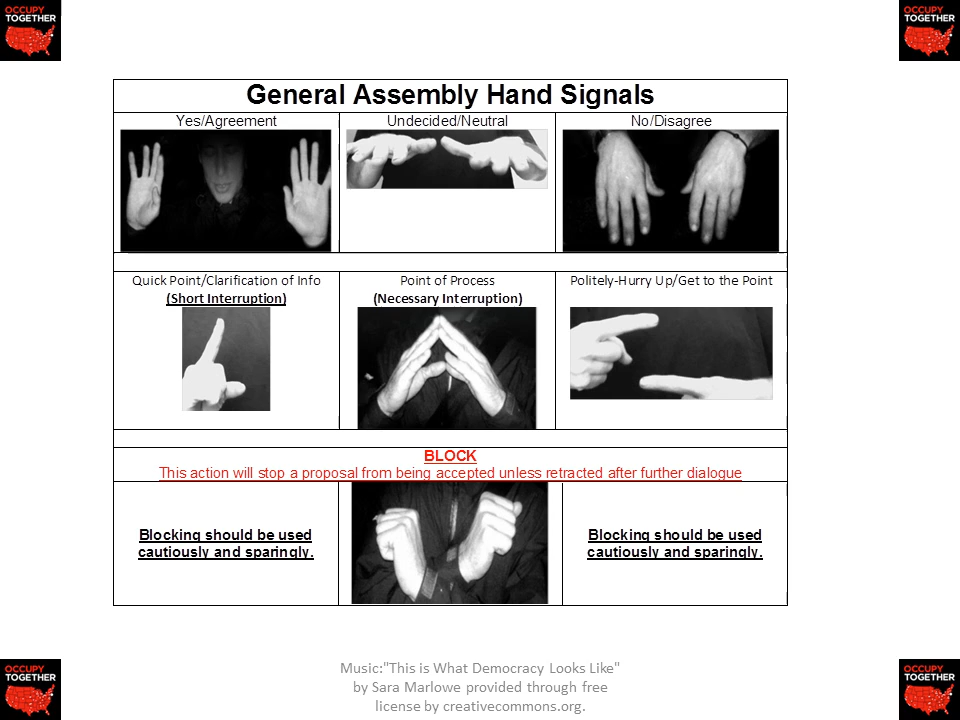 OCCUPY
TOGETHER
OCCUPY
TOGETHER
General Assembly Hand Signals
Yes/Agreement
Undecided/Neutral
No/Disagree
Quick Point/Clarification of Info
(Short Interruption)
Point of Process
(Necessary Interruption)
Politely-Hurry Up/Get to the Point
BLOCK
This action will stop a proposal from being accepted unless retracted after further dialogue
Blocking should be used
cautiously and sparingly.
Blocking should be used
cautiously and sparingly.
OCCUPY
TOGETHER
Music:"This is What Democracy Looks Like"
by Sara Marlowe provided through free
license by creativecommons.org.
OCCUPY
TOGETHER